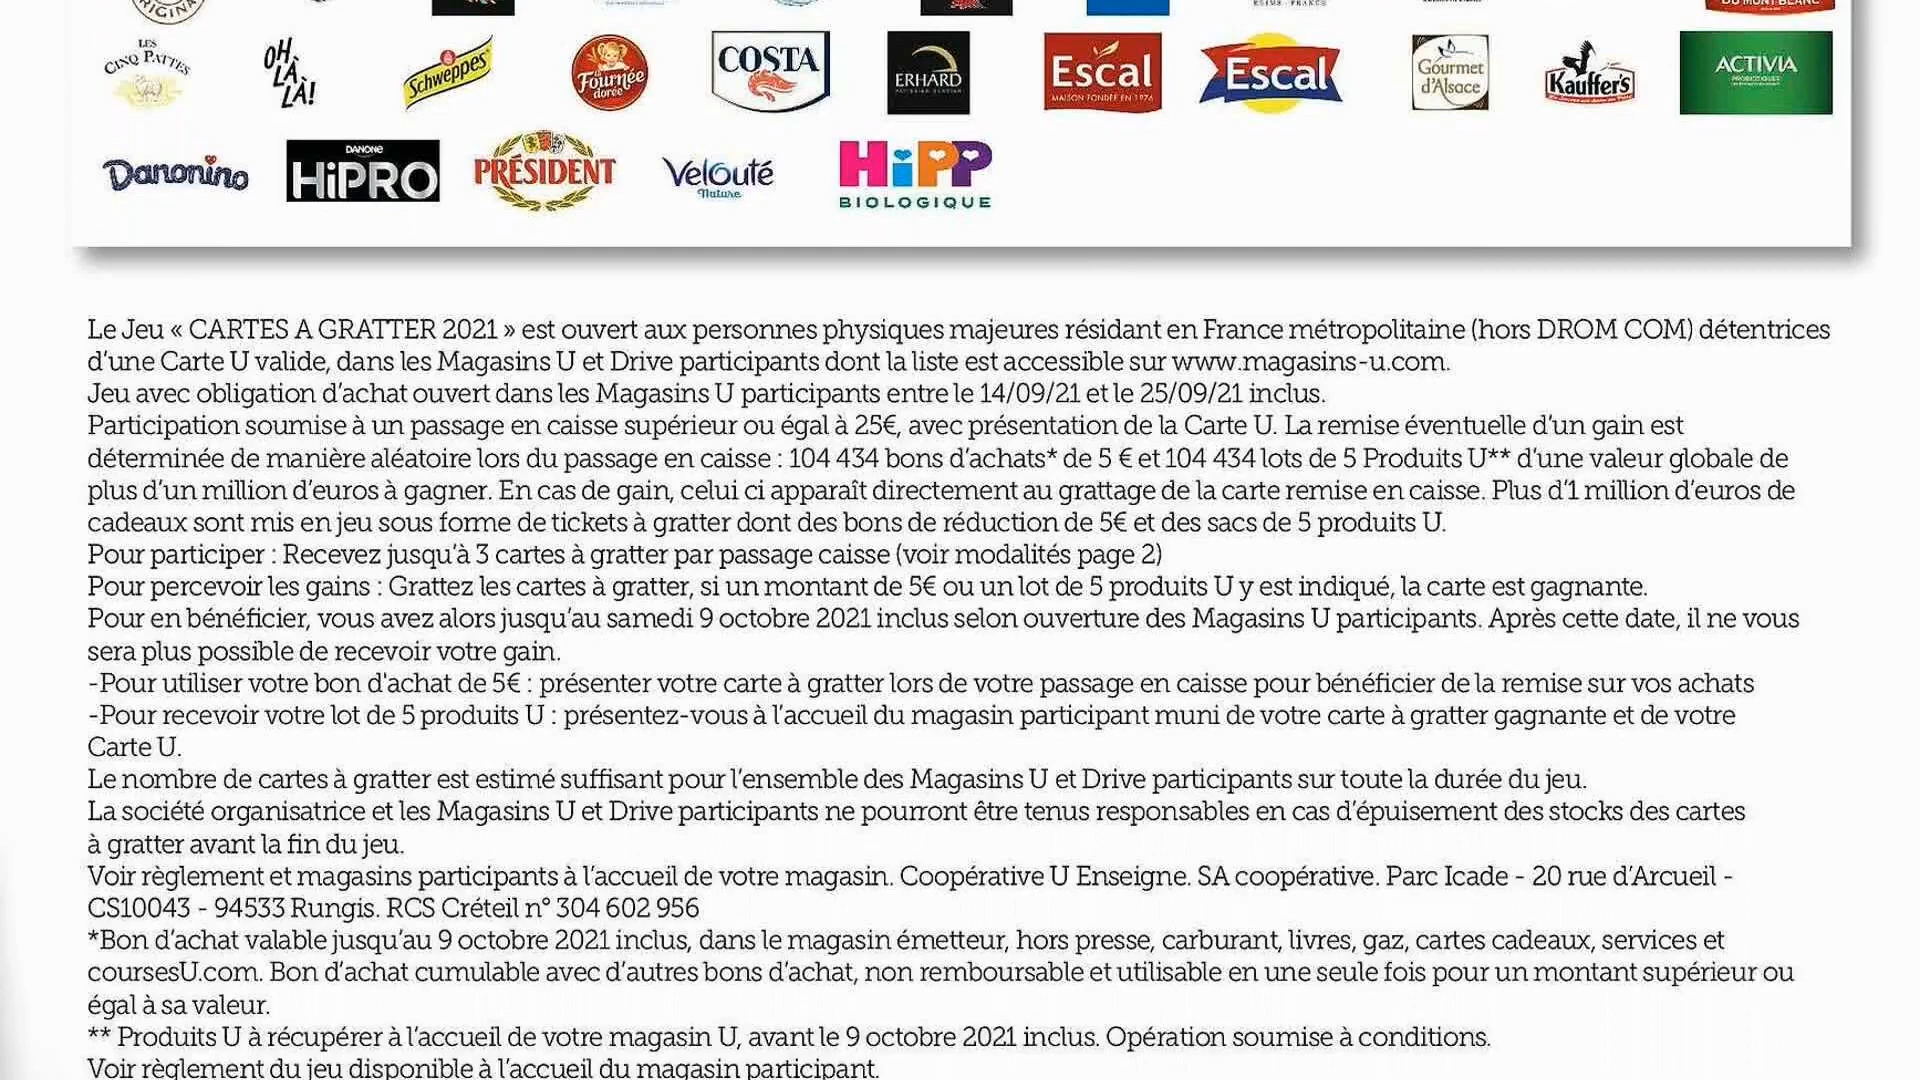 ORIGINAL
REIMS - FRANCE
DU MONT BLANC
LES
CINQ PATTES
OH,
LÀ,
LÀ!
Schweppes
la
Fournée
dorée
COSTA
ERHARD
PÂTISSIER GLACIER
Escal
MAISON FONDÉE EN 1976
Escal
Gourmet
d'Alsace
Kauffer's
ACTIVIA
PROBIOTIQUES
Danonino
DANONE
HiPRO
PRÉSIDENT
Velouté
Nature
HiPP
BIOLOGIQUE
Le Jeu « CARTES A GRATTER 2021 » est ouvert aux personnes physiques majeures résidant en France métropolitaine (hors DROM COM) détentrices
d’une Carte U valide, dans les Magasins U et Drive participants dont la liste est accessible sur www.magasins-u.com.
Jeu avec obligation d’achat ouvert dans les Magasins U participants entre le 14/09/21 et le 25/09/21 inclus.
Participation soumise à un passage en caisse supérieur ou égal à 25€, avec présentation de la Carte U. La remise éventuelle d’un gain est
déterminée de manière aléatoire lors du passage en caisse : 104 434 bons d’achats* de 5 € et 104 434 lots de 5 Produits U** d’une valeur globale de
plus d’un million d’euros à gagner. En cas de gain, celui ci apparaît directement au grattage de la carte remise en caisse. Plus d’1 million d’euros de
cadeaux sont mis en jeu sous forme de tickets à gratter dont des bons de réduction de 5€ et des sacs de 5 produits U.
Pour participer : Recevez jusqu’à 3 cartes à gratter par passage caisse (voir modalités page 2)
Pour percevoir les gains : Grattez les cartes à gratter, si un montant de 5€ ou un lot de 5 produits U y est indiqué, la carte est gagnante.
Pour en bénéficier, vous avez alors jusqu’au samedi 9 octobre 2021 inclus selon ouverture des Magasins U participants. Après cette date, il ne vous
sera plus possible de recevoir votre gain.
-Pour utiliser votre bon d'achat de 5€ : présenter votre carte à gratter lors de votre passage en caisse pour bénéficier de la remise sur vos achats
-Pour recevoir votre lot de 5 produits U : présentez-vous à l’accueil du magasin participant muni de votre carte à gratter gagnante et de votre
Carte U.
Le nombre de cartes à gratter est estimé suffisant pour l’ensemble des Magasins U et Drive participants sur toute la durée du jeu.
La société organisatrice et les Magasins U et Drive participants ne pourront être tenus responsables en cas d’épuisement des stocks des cartes
à gratter avant la fin du jeu.
Voir règlement et magasins participants à l’accueil de votre magasin. Coopérative U Enseigne. SA coopérative. Parc Icade - 20 rue d’Arcueil -
CS10043 - 94533 Rungis. RCS Créteil n° 304 602 956
*Bon d’achat valable jusqu’au 9 octobre 2021 inclus, dans le magasin émetteur, hors presse, carburant, livres, gaz, cartes cadeaux, services et
coursesU.com. Bon d’achat cumulable avec d’autres bons d’achat, non remboursable et utilisable en une seule fois pour un montant supérieur ou
égal à sa valeur.
** Produits U à récupérer à l’accueil de votre magasin U, avant le 9 octobre 2021 inclus. Opération soumise à conditions.
Voir règlement du jeu disponible à l’accueil du magasin participant.